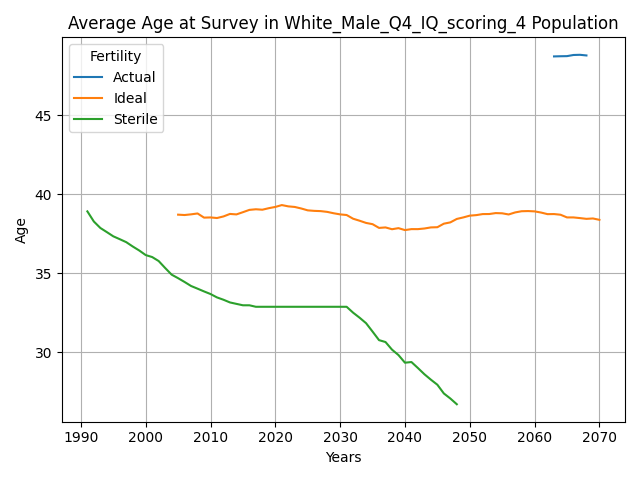 Average Age at Survey in White_Male_Q4_IQ_scoring_4 Population
Fertility
Actual
Ideal
Sterile
Age
45
40
35
30
1990 2000 2010 2020 2030 2040 2050 2060 2070
Years